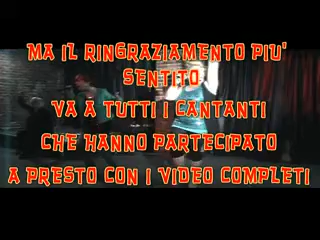 MA IL RINGRAZIAMENTO PIU'
SENTITO
VA A TUTTI I CANTANTI
CHE HANNO PARTECIPATO
A PRESTO CON I VIDEO COMPLETI